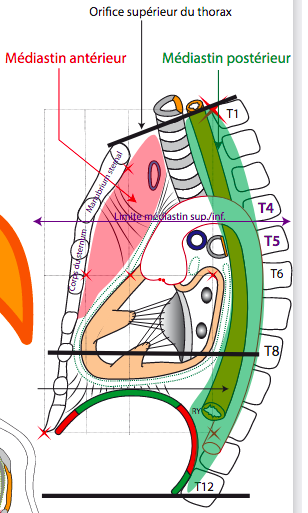 Orifice supérieur du thorax
Médiastin antérieur
Médiastin postérieur
T1
Manubrium sternal
T4
Limite médiastin sup./inf.
T5
Corps du sternum
T6
T8
RY
T12